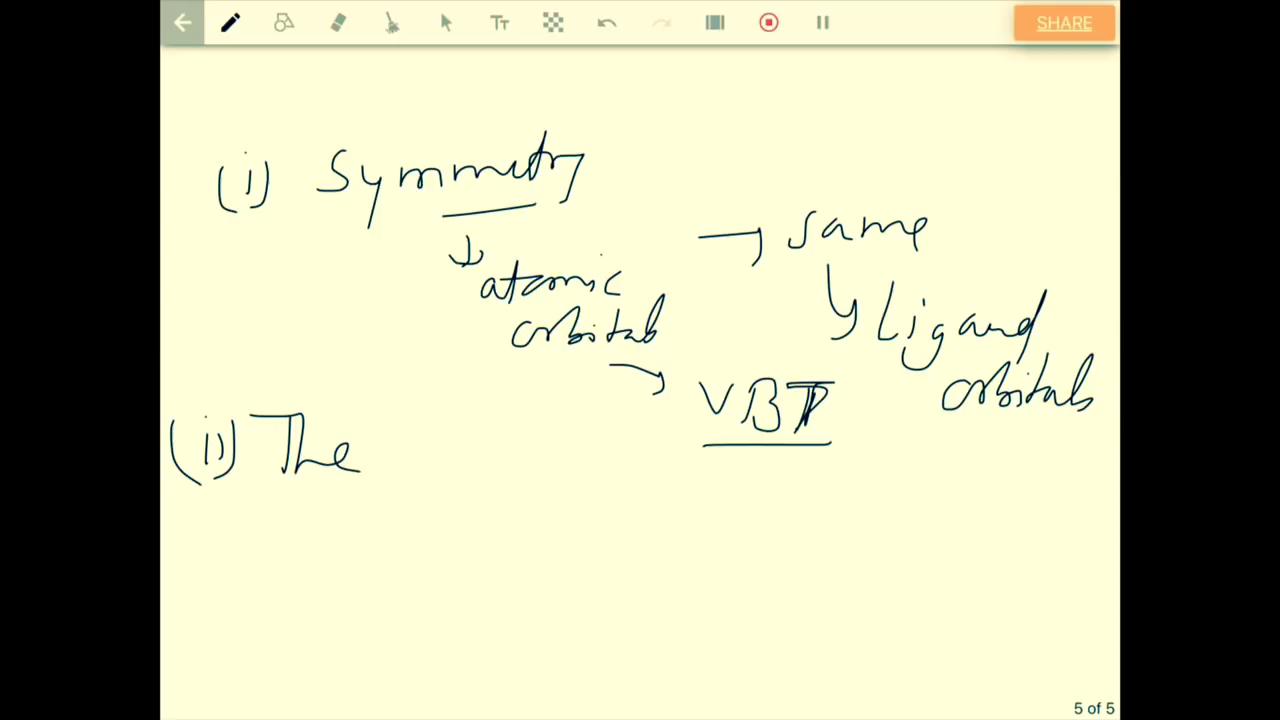 SHARE
(i) Symmetry
→ same
↓ atomic
orbitals
↳ Ligand
orbitals
→ VBT
(ii) The
5 of 5